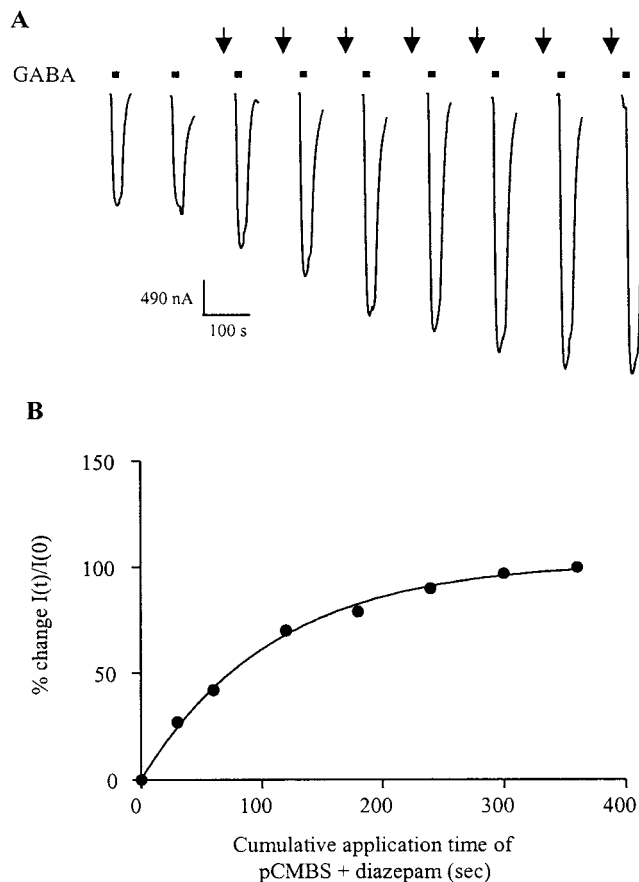 A
GABA
490 nA
100 s
B
% change I(t)/I(0)
150
100
50
0
0 100 200 300 400
Cumulative application time of
pCMBS + diazepam (sec)